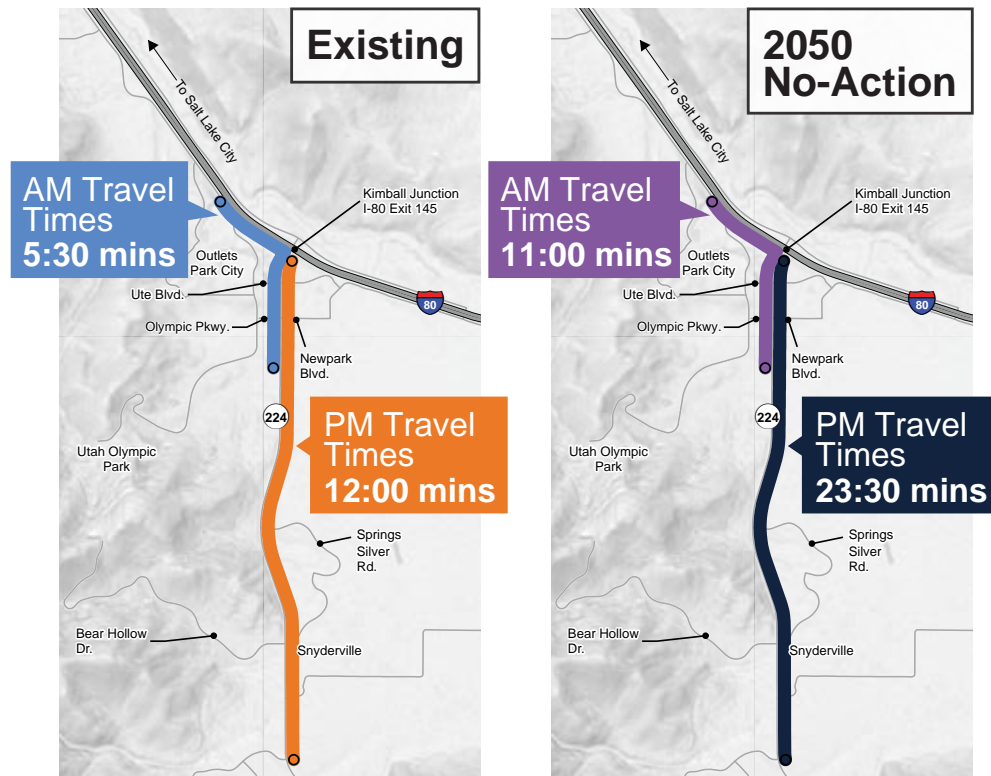 Existing
To Salt Lake City
AM Travel
Times
5:30 mins
Kimball Junction
I-80 Exit 145
Outlets
Park City
Ute Blvd.
80
Olympic Pkwy.
Newpark
Blvd.
224
PM Travel
Times
12:00 mins
Utah Olympic
Park
Springs
Silver
Rd.
Bear Hollow
Dr.
Snyderville
2050
No-Action
To Salt Lake City
AM Travel
Times
11:00 mins
Kimball Junction
I-80 Exit 145
Outlets
Park City
Ute Blvd.
80
Olympic Pkwy.
Newpark
Blvd.
224
PM Travel
Times
23:30 mins
Utah Olympic
Park
Springs
Silver
Rd.
Bear Hollow
Dr.
Snyderville